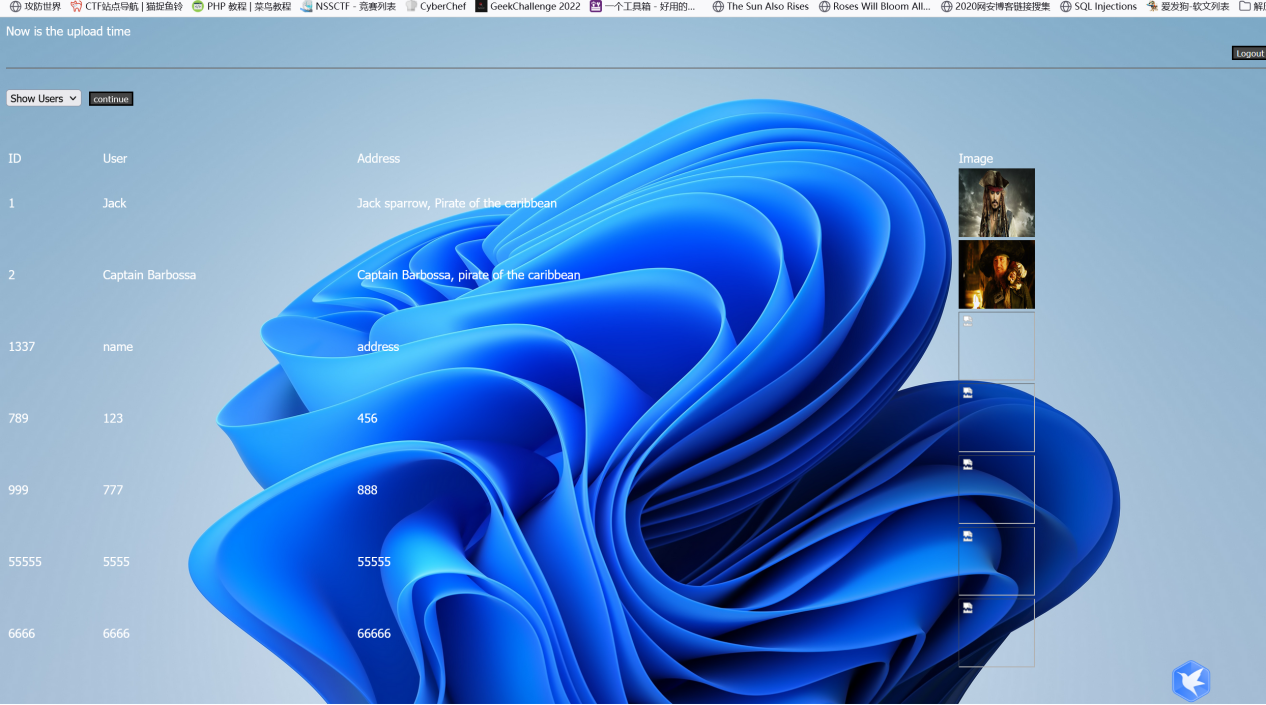 攻防世界 CTF站点导航 | 猫捉鱼铃 PHP 教程 | 菜鸟教程 NSSCTF - 竞赛列表 CyberChef GeekChallenge 2022 一个工具箱 - 好用的... The Sun Also Rises Roses Will Bloom All... 2020网安博客链接搜集 SQL Injections 爱发狗-软文列表
Now is the upload time
Logout
Show Users continue
ID User Address Image
1 Jack Jack sparrow, Pirate of the caribbean
2 Captain Barbossa Captain Barbossa, pirate of the caribbean
1337 name address
789 123 456
999 777 888
55555 5555 55555
6666 6666 66666